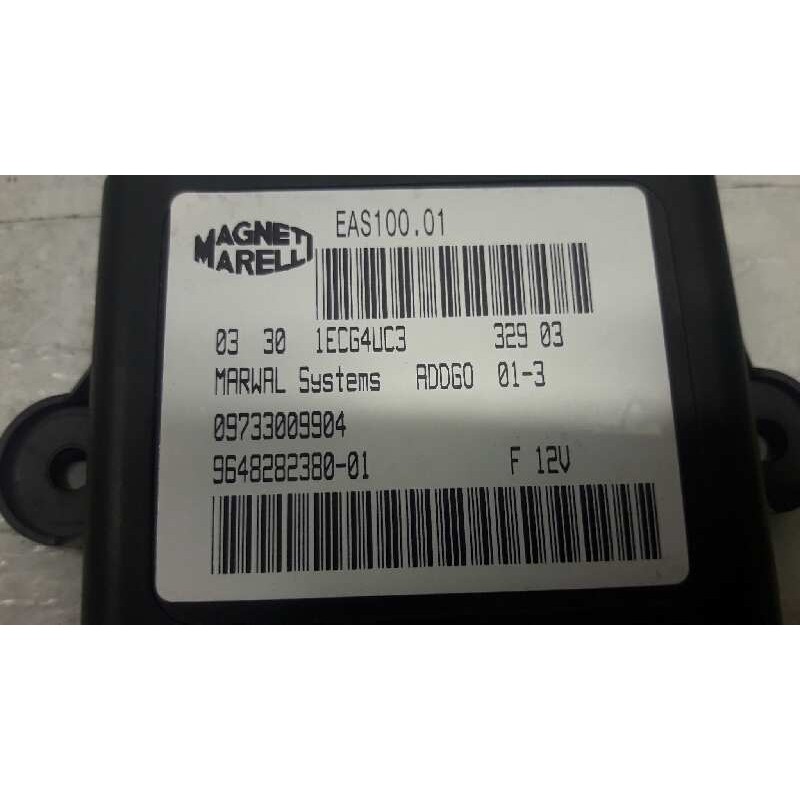 MAGNETI
MARELLI
EAS100.01
03 30 1ECG4UC3 329 03
MARWAL Systems ADDGO 01-3
09733009904
9648282380-01 F 12V